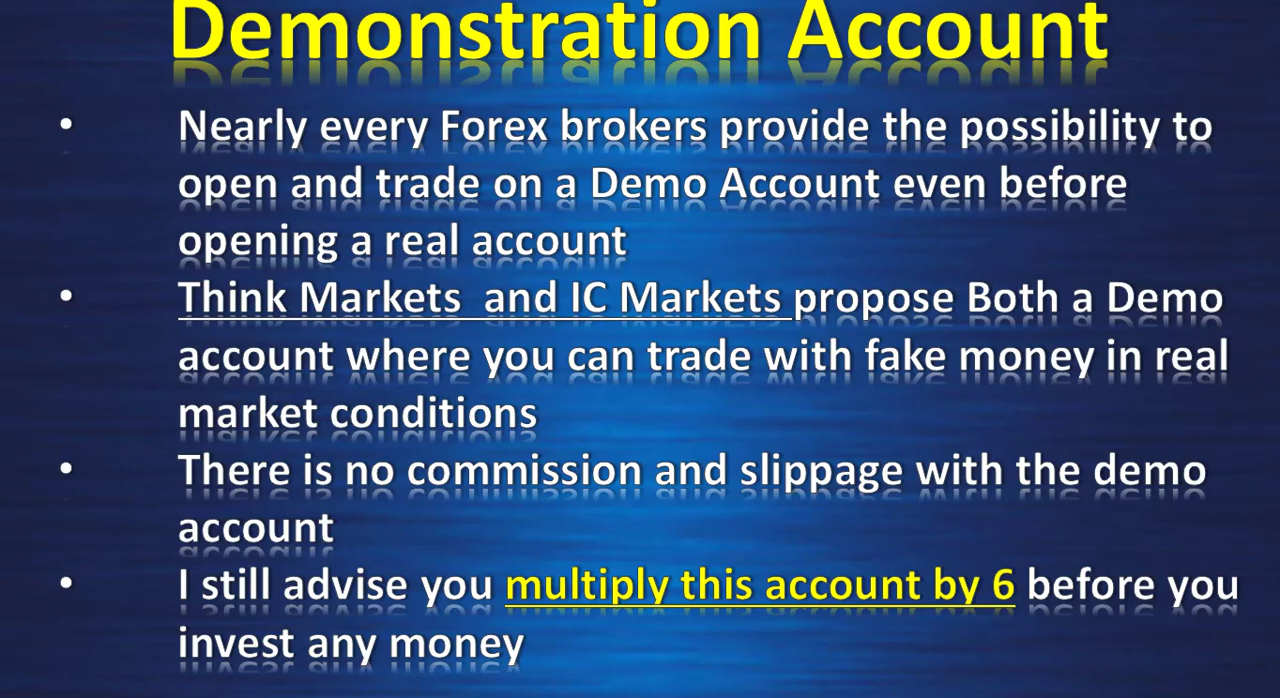 Demonstration Account
• Nearly every Forex brokers provide the possibility to
open and trade on a Demo Account even before
opening a real account
• Think Markets  and IC Markets propose Both a Demo
account where you can trade with fake money in real
market conditions
• There is no commission and slippage with the demo
account
• I still advise you multiply this account by 6 before you
invest any money